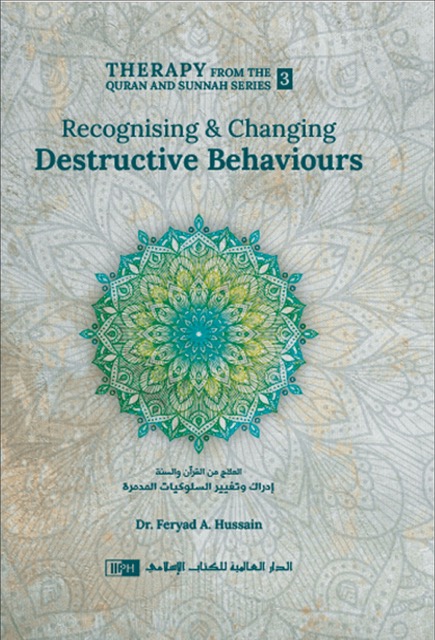 THERAPY FROM THE
QURAN AND SUNNAH SERIES 3
Recognising & Changing
Destructive Behaviours
العلاج من القرآن والسنة
إدراك وتغيير السلوكيات المدمرة
Dr. Feryad A. Hussain
IIPH الدار العالمية للكتاب الإسلامي